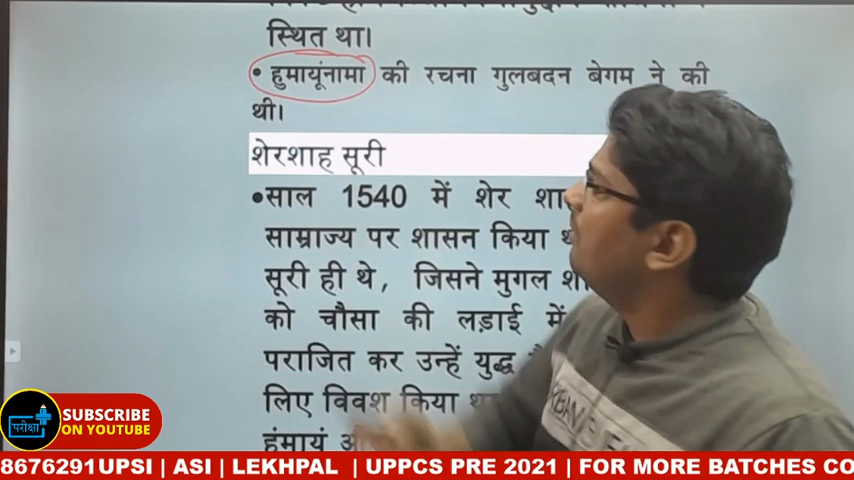 स्थित था।
• हुमायूंनामा की रचना गुलबदन बेगम ने की
थी।
शेरशाह सूरी
•साल 1540 में शेर
साम्राज्य पर शासन किया
सूरी ही थे, जिसने मुगल
को चौसा की लड़ाई में
पराजित कर उन्हें युद्ध
लिए विवश किया
हुंमायूं
परीक्षा
SUBSCRIBE
ON YOUTUBE
8676291UPSI | ASI | LEKHPAL | UPPCS PRE 2021 | FOR MORE BATCHES CO